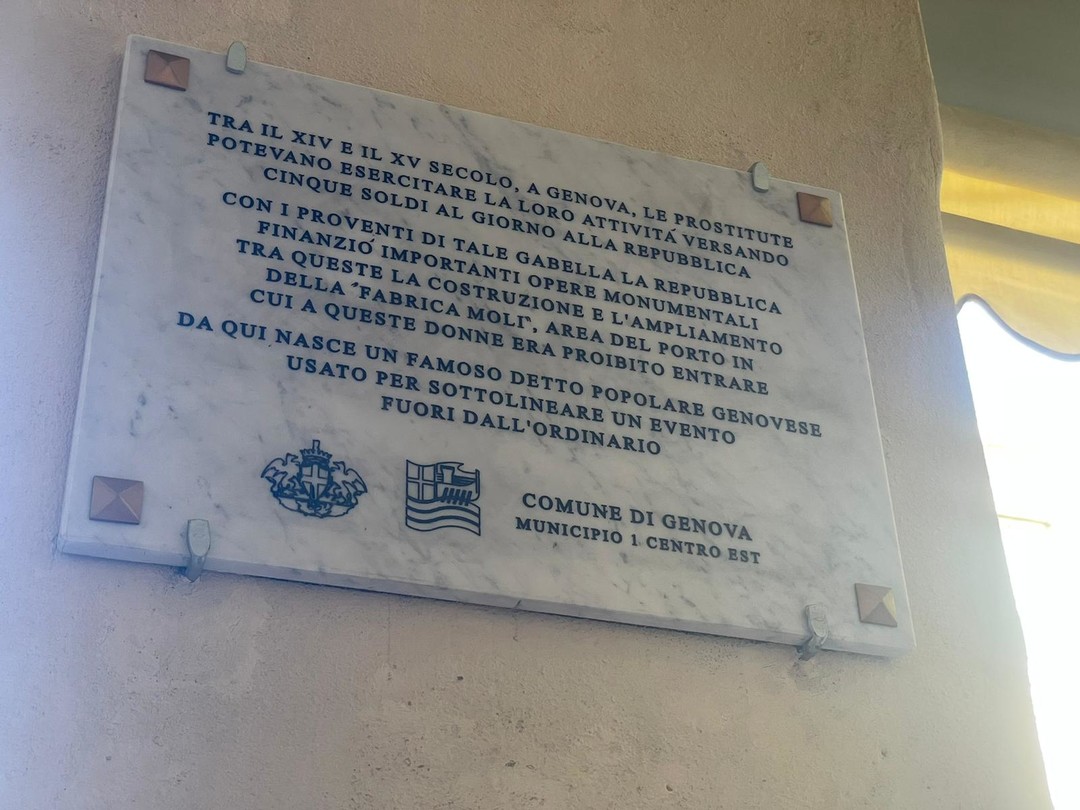 TRA IL XIV E IL XV SECOLO, A GENOVA, LE PROSTITUTE
POTEVANO ESERCITARE LA LORO ATTIVITÁ VERSANDO
CINQUE SOLDI AL GIORNO ALLA REPUBBLICA
CON I PROVENTI DI TALE GABELLA LA REPUBBLICA
FINANZIÓ IMPORTANTI OPERE MONUMENTALI
TRA QUESTE LA COSTRUZIONE E L'AMPLIAMENTO
DELLA "FABRICA MOLI", AREA DEL PORTO IN
CUI A QUESTE DONNE ERA PROIBITO ENTRARE
DA QUI NASCE UN FAMOSO DETTO POPOLARE GENOVESE
USATO PER SOTTOLINEARE UN EVENTO
FUORI DALL'ORDINARIO
COMUNE DI GENOVA
MUNICIPIO 1 CENTRO EST